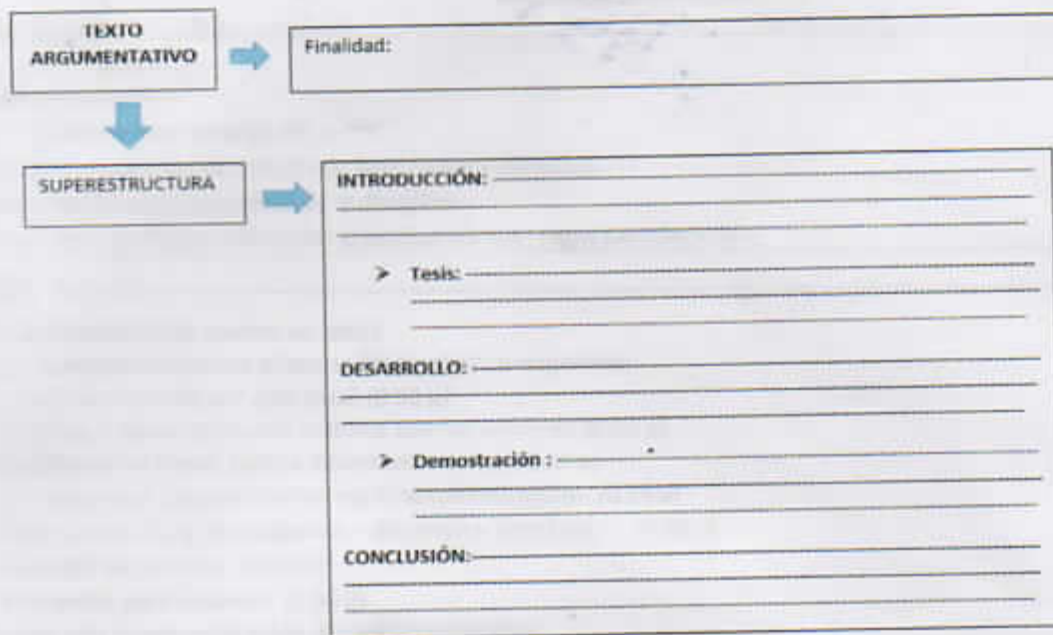 TEXTO
ARGUMENTATIVO
Finalidad:
SUPERESTRUCTURA
INTRODUCCIÓN:
➢ Tesis:
DESARROLLO:
➢ Demostración :
CONCLUSIÓN: